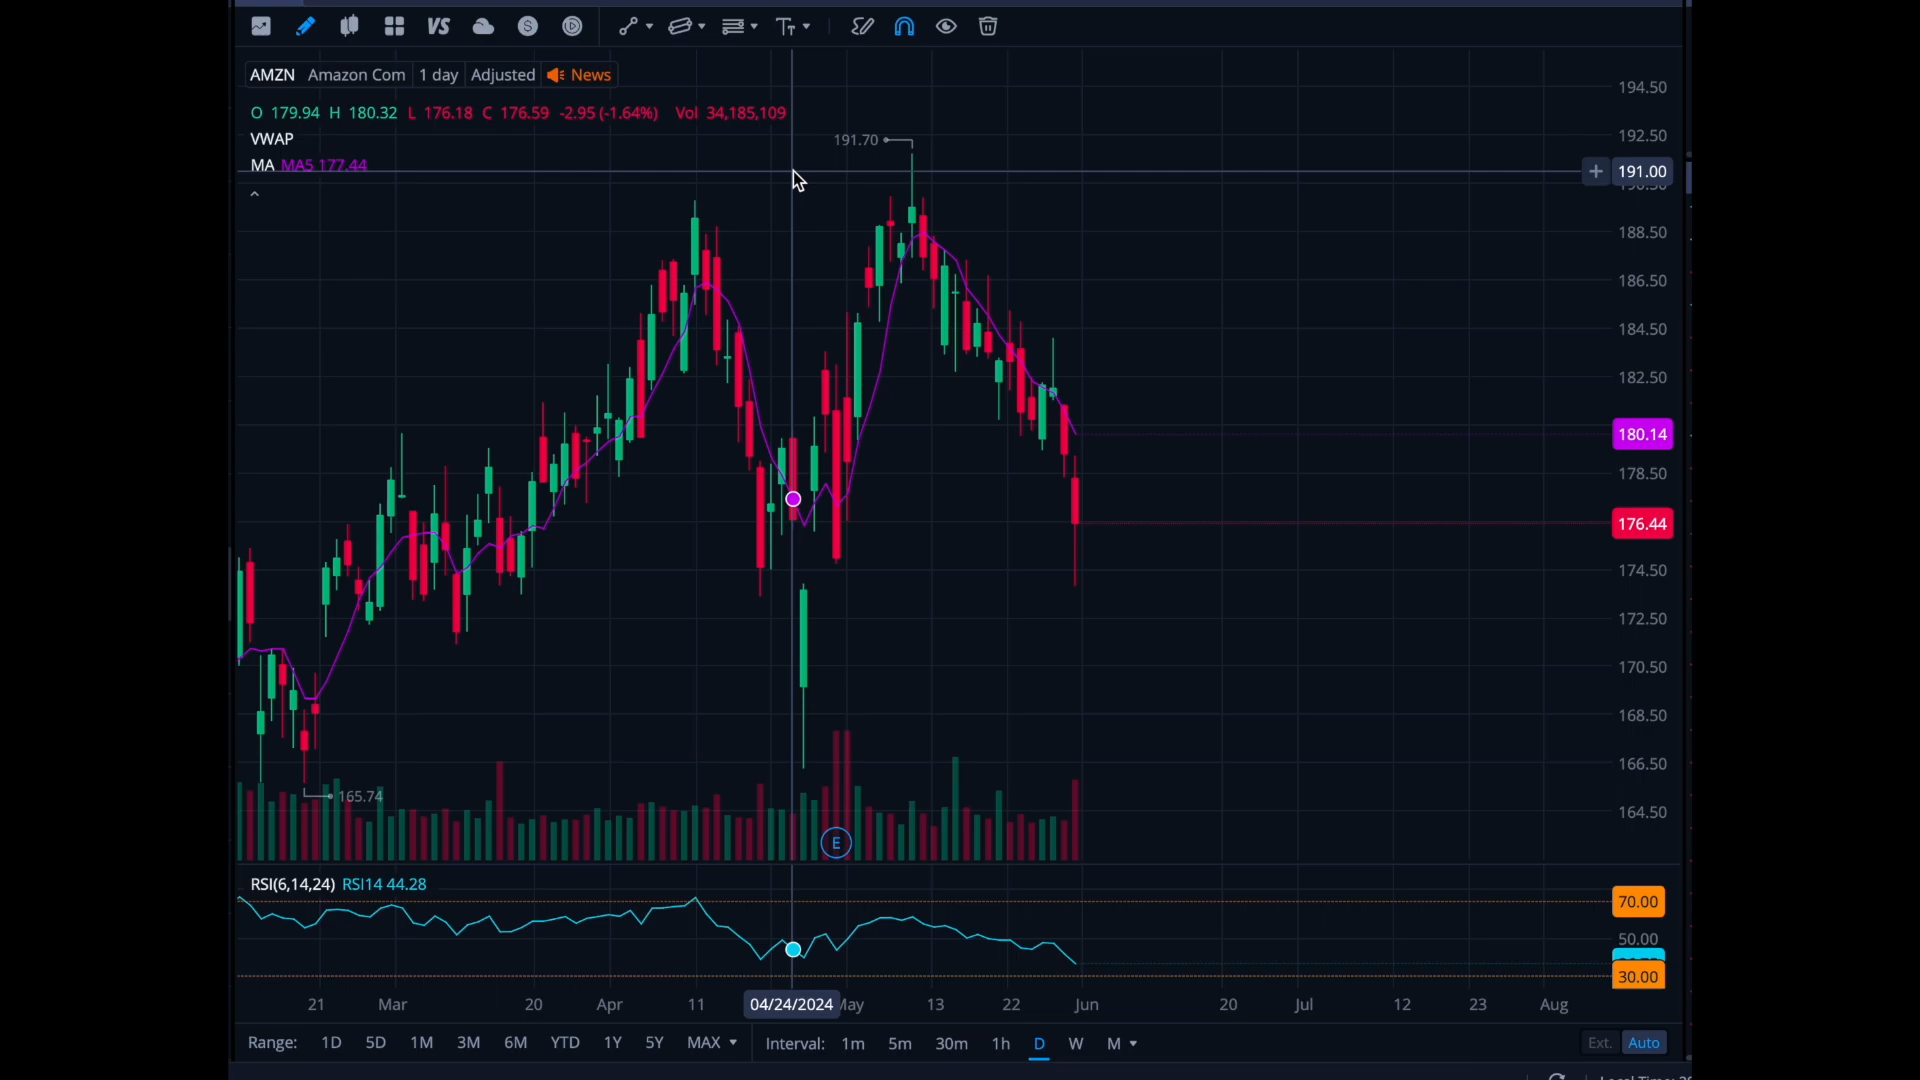 VS
AMZN Amazon Com 1 day Adjusted News
O 179.94 H 180.32 L 176.18 C 176.59 -2.95 (-1.64%) Vol 34,185,109
VWAP
MA MA5 177.44
191.70
165.74
E
194.50
192.50
191.00
188.50
186.50
184.50
182.50
180.14
178.50
176.44
174.50
172.50
170.50
168.50
166.50
164.50
RSI(6,14,24) RSI14 44.28
70.00
50.00
30.00
21 Mar 20 Apr 11 04/24/2024 May 13 22 Jun 20 Jul 12 23 Aug
Range: 1D 5D 1M 3M 6M YTD 1Y 5Y MAX Interval: 1m 5m 30m 1h D W M Ext. Auto